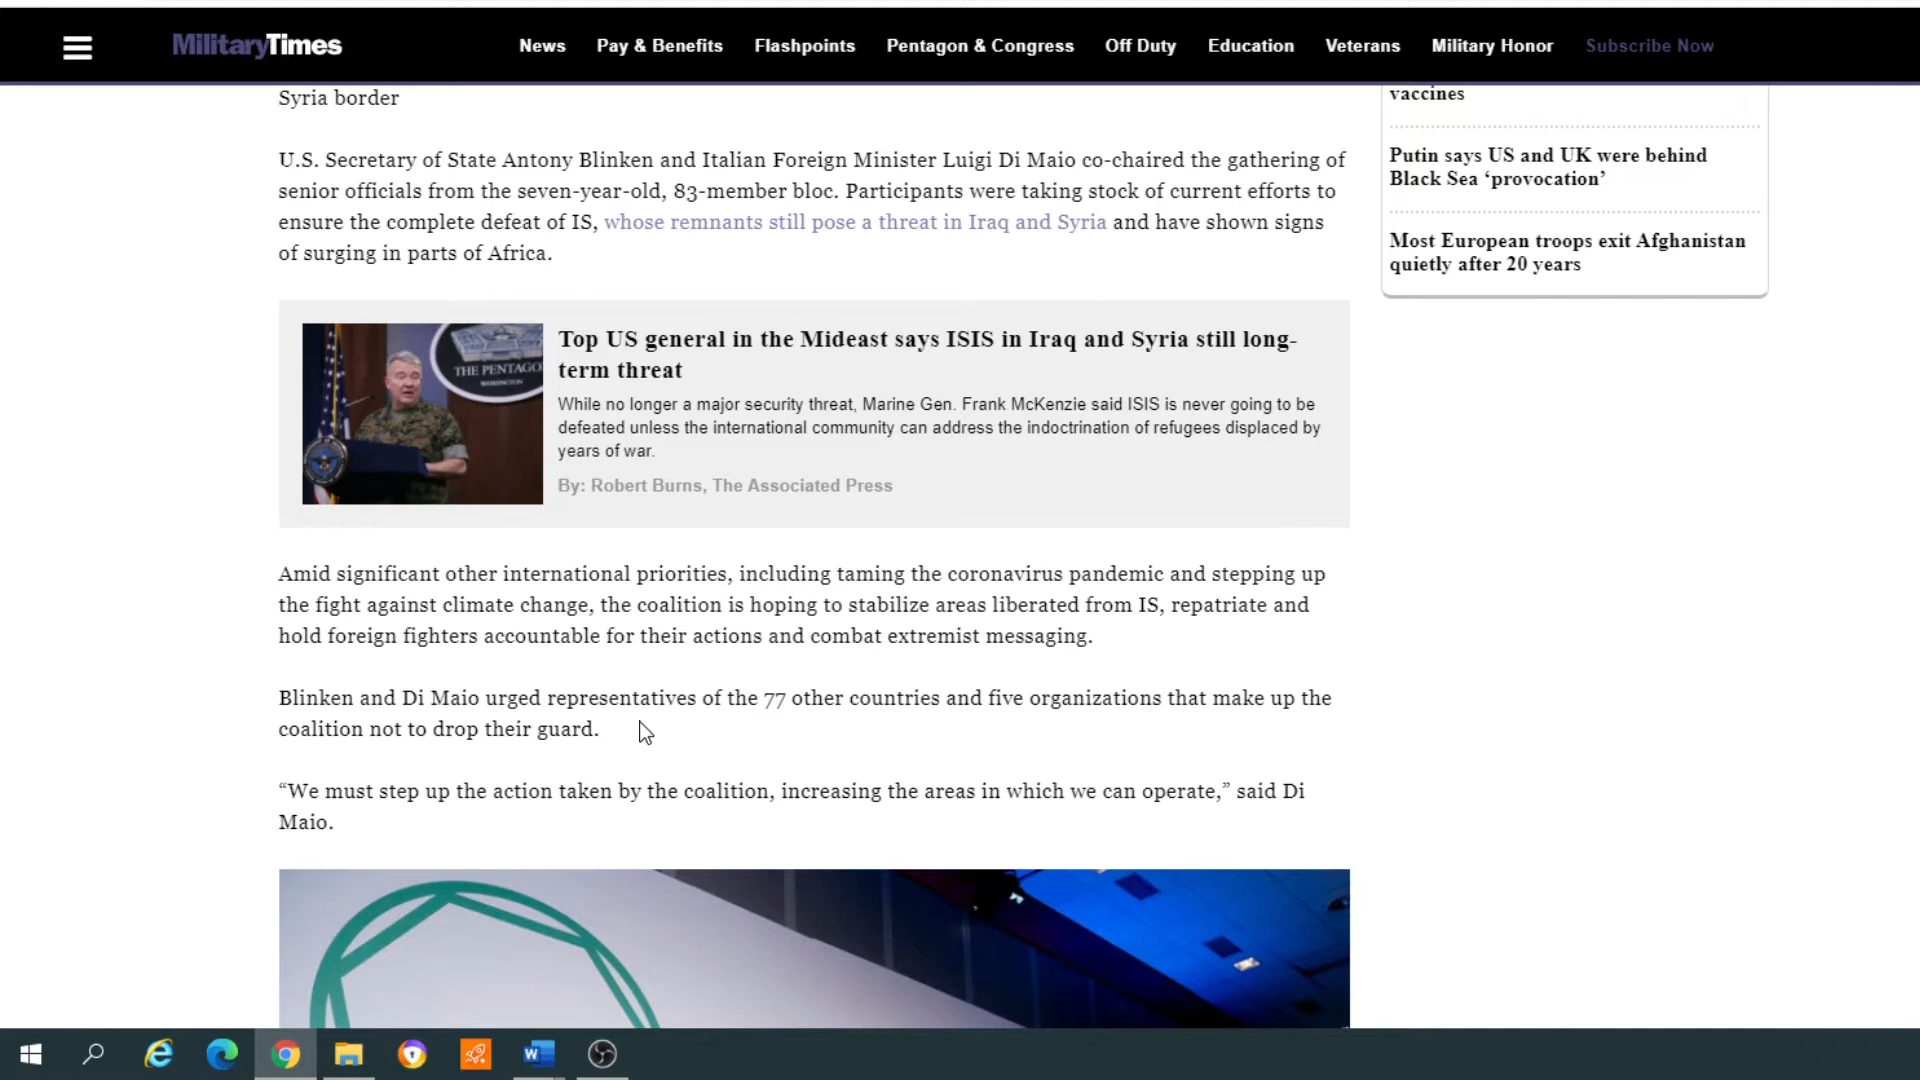 MilitaryTimes
News Pay & Benefits Flashpoints Pentagon & Congress Off Duty Education Veterans Military Honor Subscribe Now
Syria border
U.S. Secretary of State Antony Blinken and Italian Foreign Minister Luigi Di Maio co-chaired the gathering of
senior officials from the seven-year-old, 83-member bloc. Participants were taking stock of current efforts to
ensure the complete defeat of IS, whose remnants still pose a threat in Iraq and Syria and have shown signs
of surging in parts of Africa.
THE PENTAGO
WASHINGTON
Top US general in the Mideast says ISIS in Iraq and Syria still long-
term threat
While no longer a major security threat, Marine Gen. Frank McKenzie said ISIS is never going to be
defeated unless the international community can address the indoctrination of refugees displaced by
years of war.
By: Robert Burns, The Associated Press
Amid significant other international priorities, including taming the coronavirus pandemic and stepping up
the fight against climate change, the coalition is hoping to stabilize areas liberated from IS, repatriate and
hold foreign fighters accountable for their actions and combat extremist messaging.
Blinken and Di Maio urged representatives of the 77 other countries and five organizations that make up the
coalition not to drop their guard.
“We must step up the action taken by the coalition, increasing the areas in which we can operate,” said Di
Maio.
vaccines
Putin says US and UK were behind
Black Sea ‘provocation’
Most European troops exit Afghanistan
quietly after 20 years